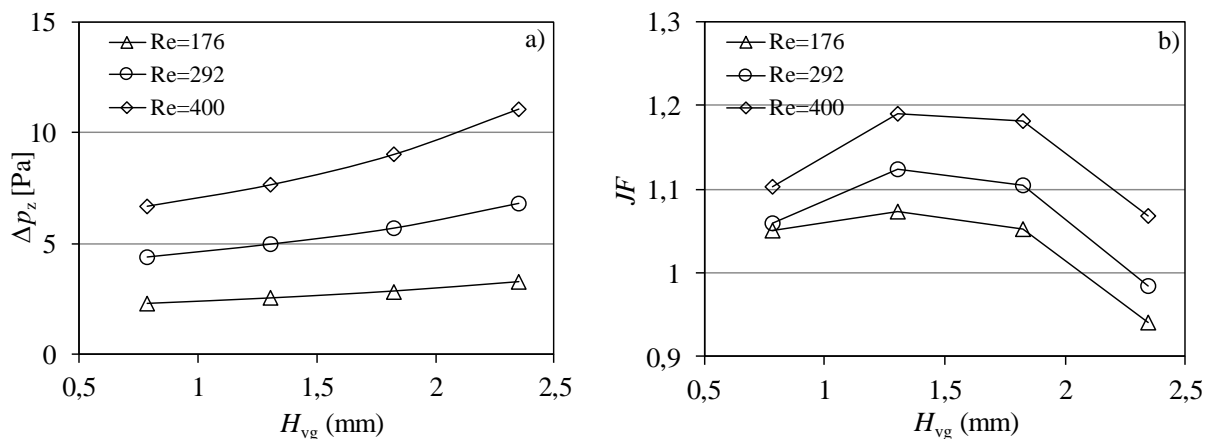 15
10
5
0
Δp_z [Pa]
Re=176
Re=292
Re=400
a)
0,5 1 1,5 2 2,5
H_vg (mm)
1,3
1,2
1,1
1
0,9
JF
Re=176
Re=292
Re=400
b)
0,5 1 1,5 2 2,5
H_vg (mm)